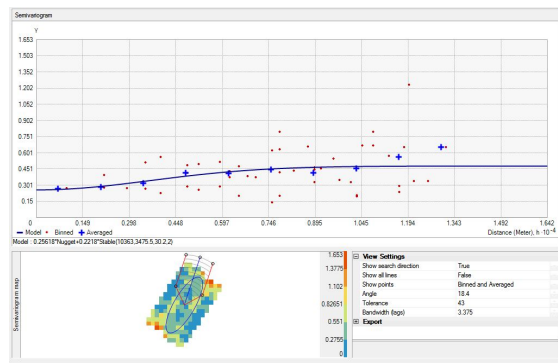 Semivariogram
γ
1.653
1.503
1.352
1.202
1.052
0.902
0.751
0.601
0.451
0.301
0.15
0 0.149 0.298 0.448 0.597 0.746 0.895 1.045 1.194 1.343 1.492 1.642
Model Binned Averaged Distance (Meter), h ·10⁻⁴
Model : 0.25618*Nugget+0.2218*Stable(10363,3475.5,30.2,2)
Semivariogram map
1.653
1.3775
1.102
0.82651
0.551
0.2755
0
View Settings
Show search direction True
Show all lines False
Show points Binned and Averaged
Angle 18.4
Tolerance 43
Bandwidth (lags) 3.375
Export